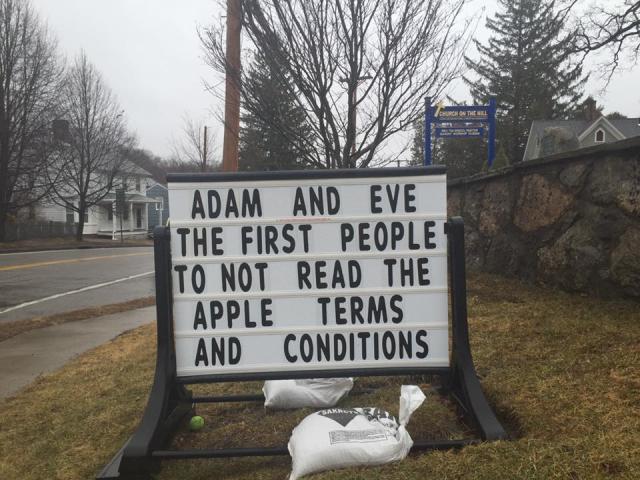 CHURCH ON THE HILL
ADAM AND EVE
THE FIRST PEOPLE
TO NOT READ THE
APPLE TERMS
AND CONDITIONS